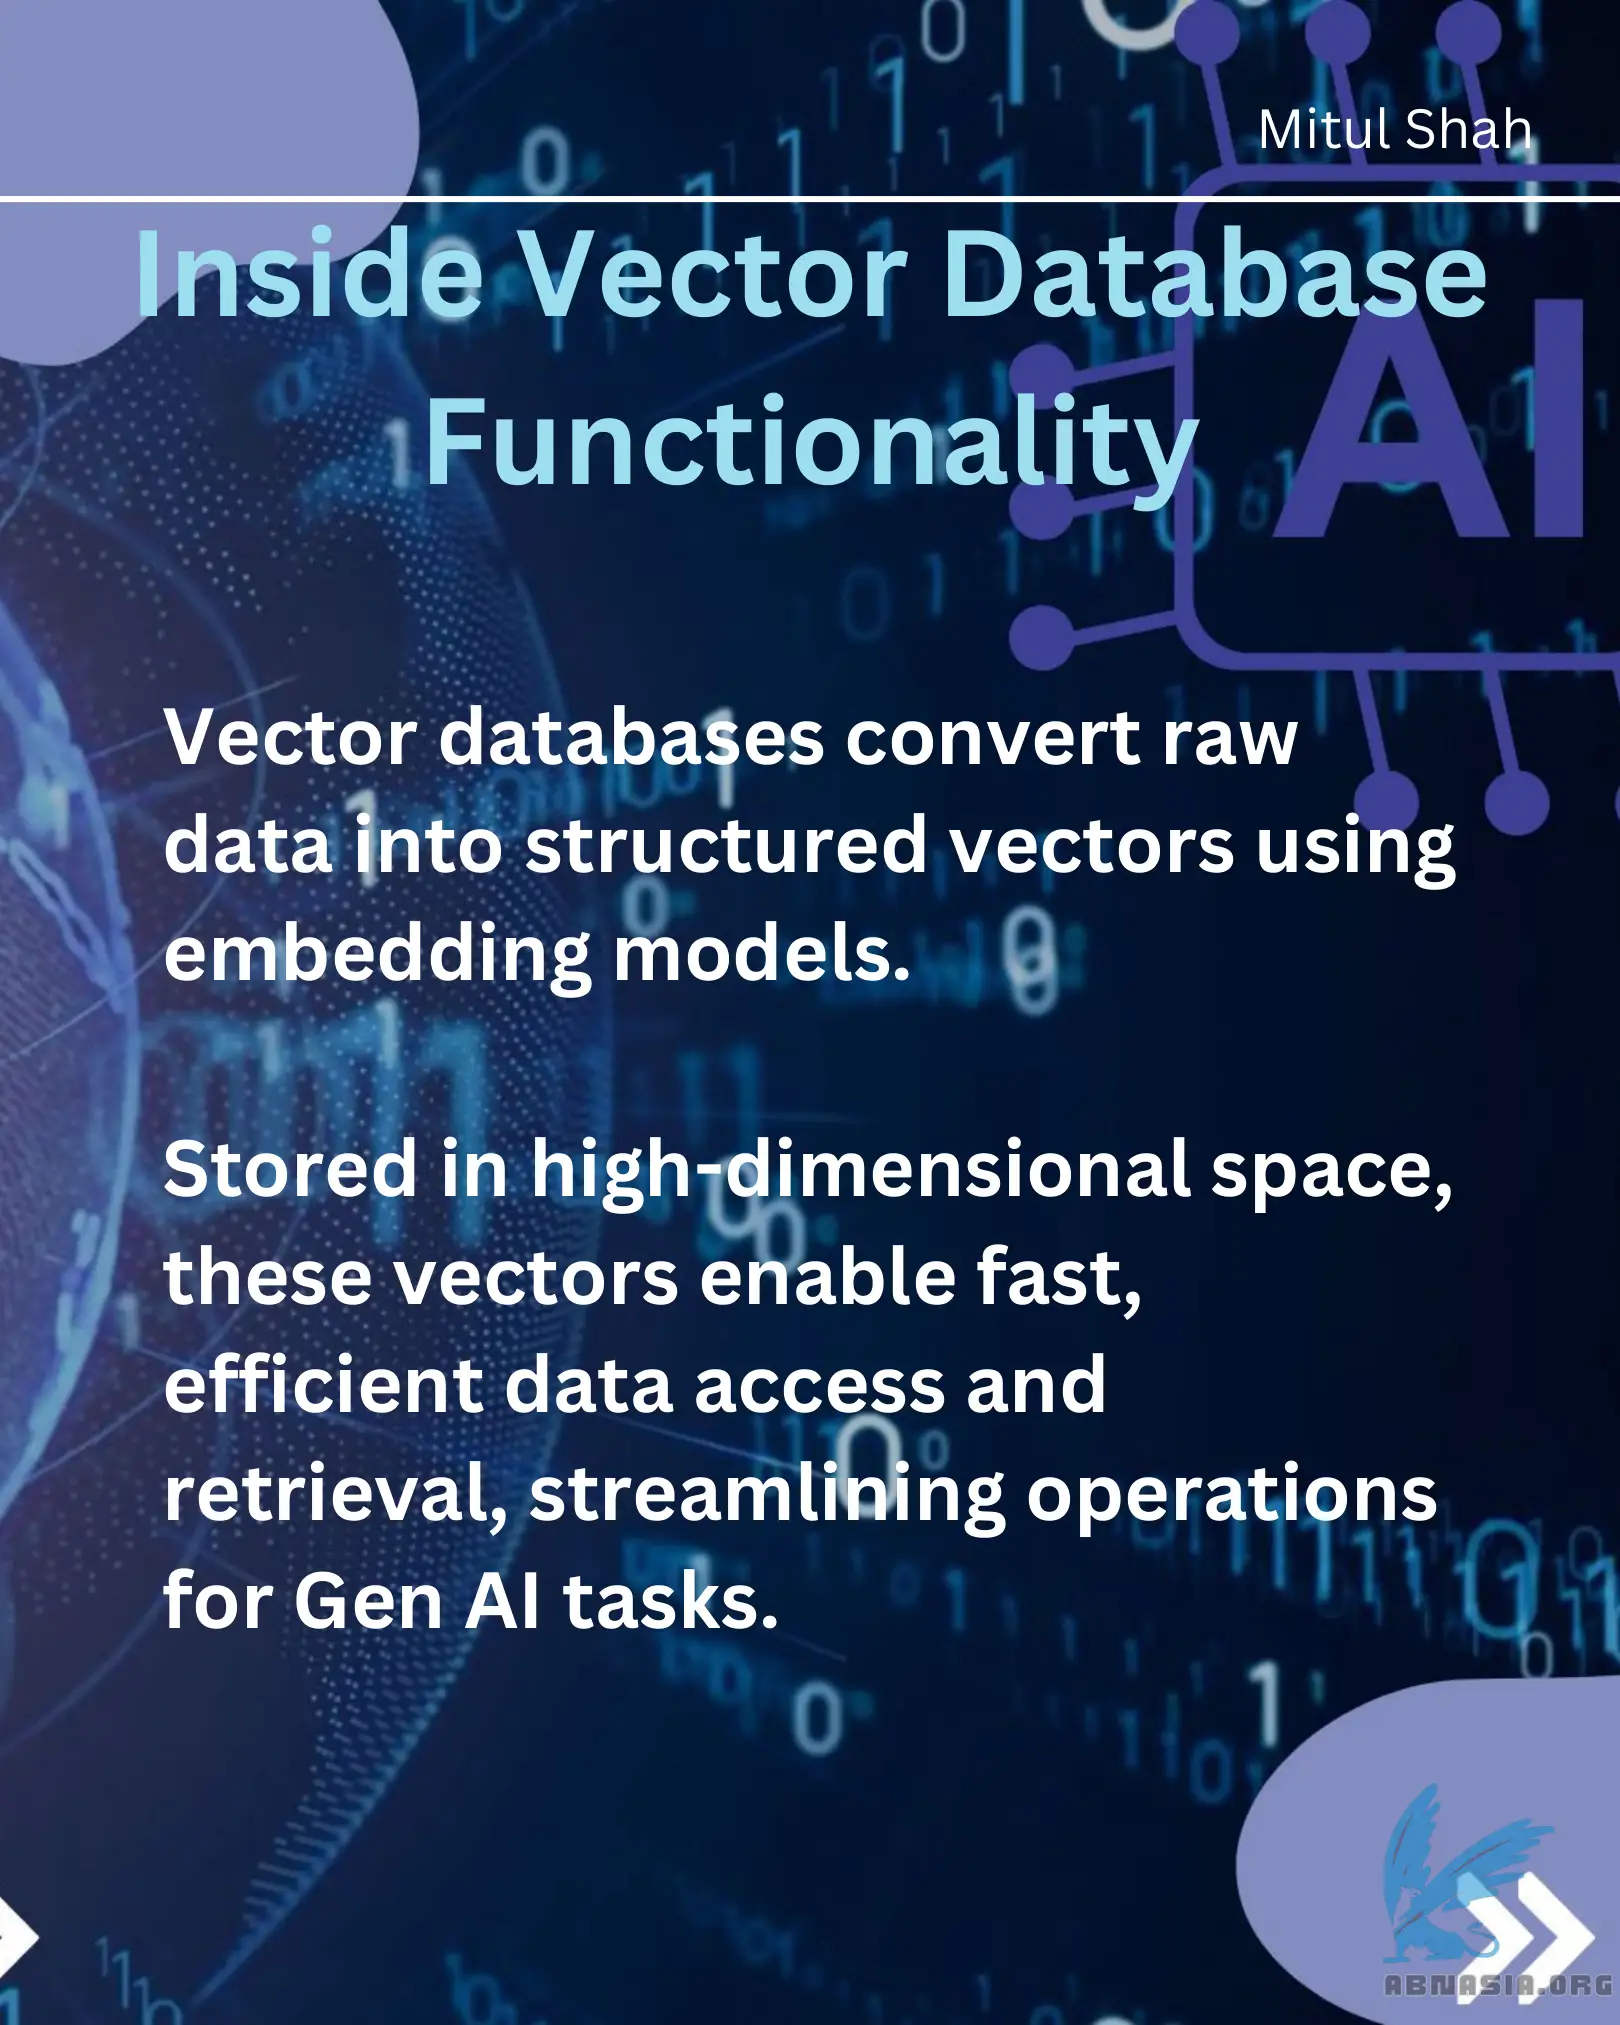 Mitul Shah
Inside Vector Database
Functionality
AI
Vector databases convert raw
data into structured vectors using
embedding models.
Stored in high-dimensional space,
these vectors enable fast,
efficient data access and
retrieval, streamlining operations
for Gen AI tasks.
ABNASIA.ORG